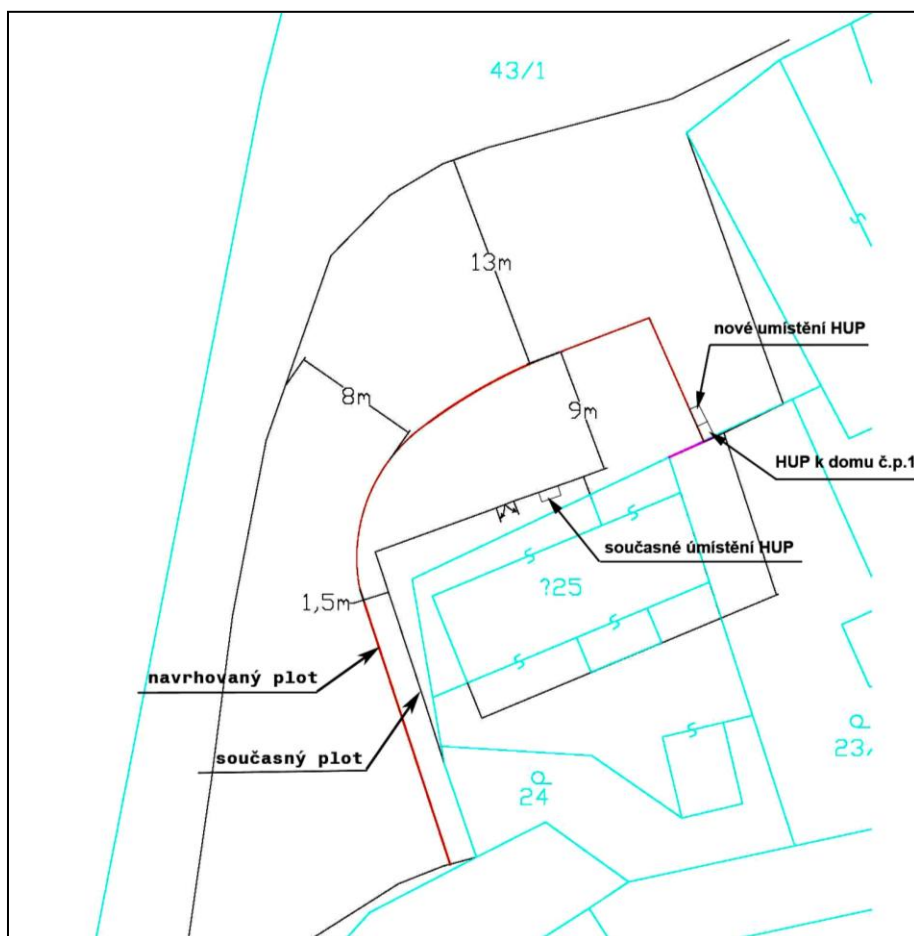 43/1
13m
nové umístění HUP
8m
9m
HUP k domu č.p.1
současné úmístění HUP
?25
1,5m
navrhovaný plot
současný plot
23,
24